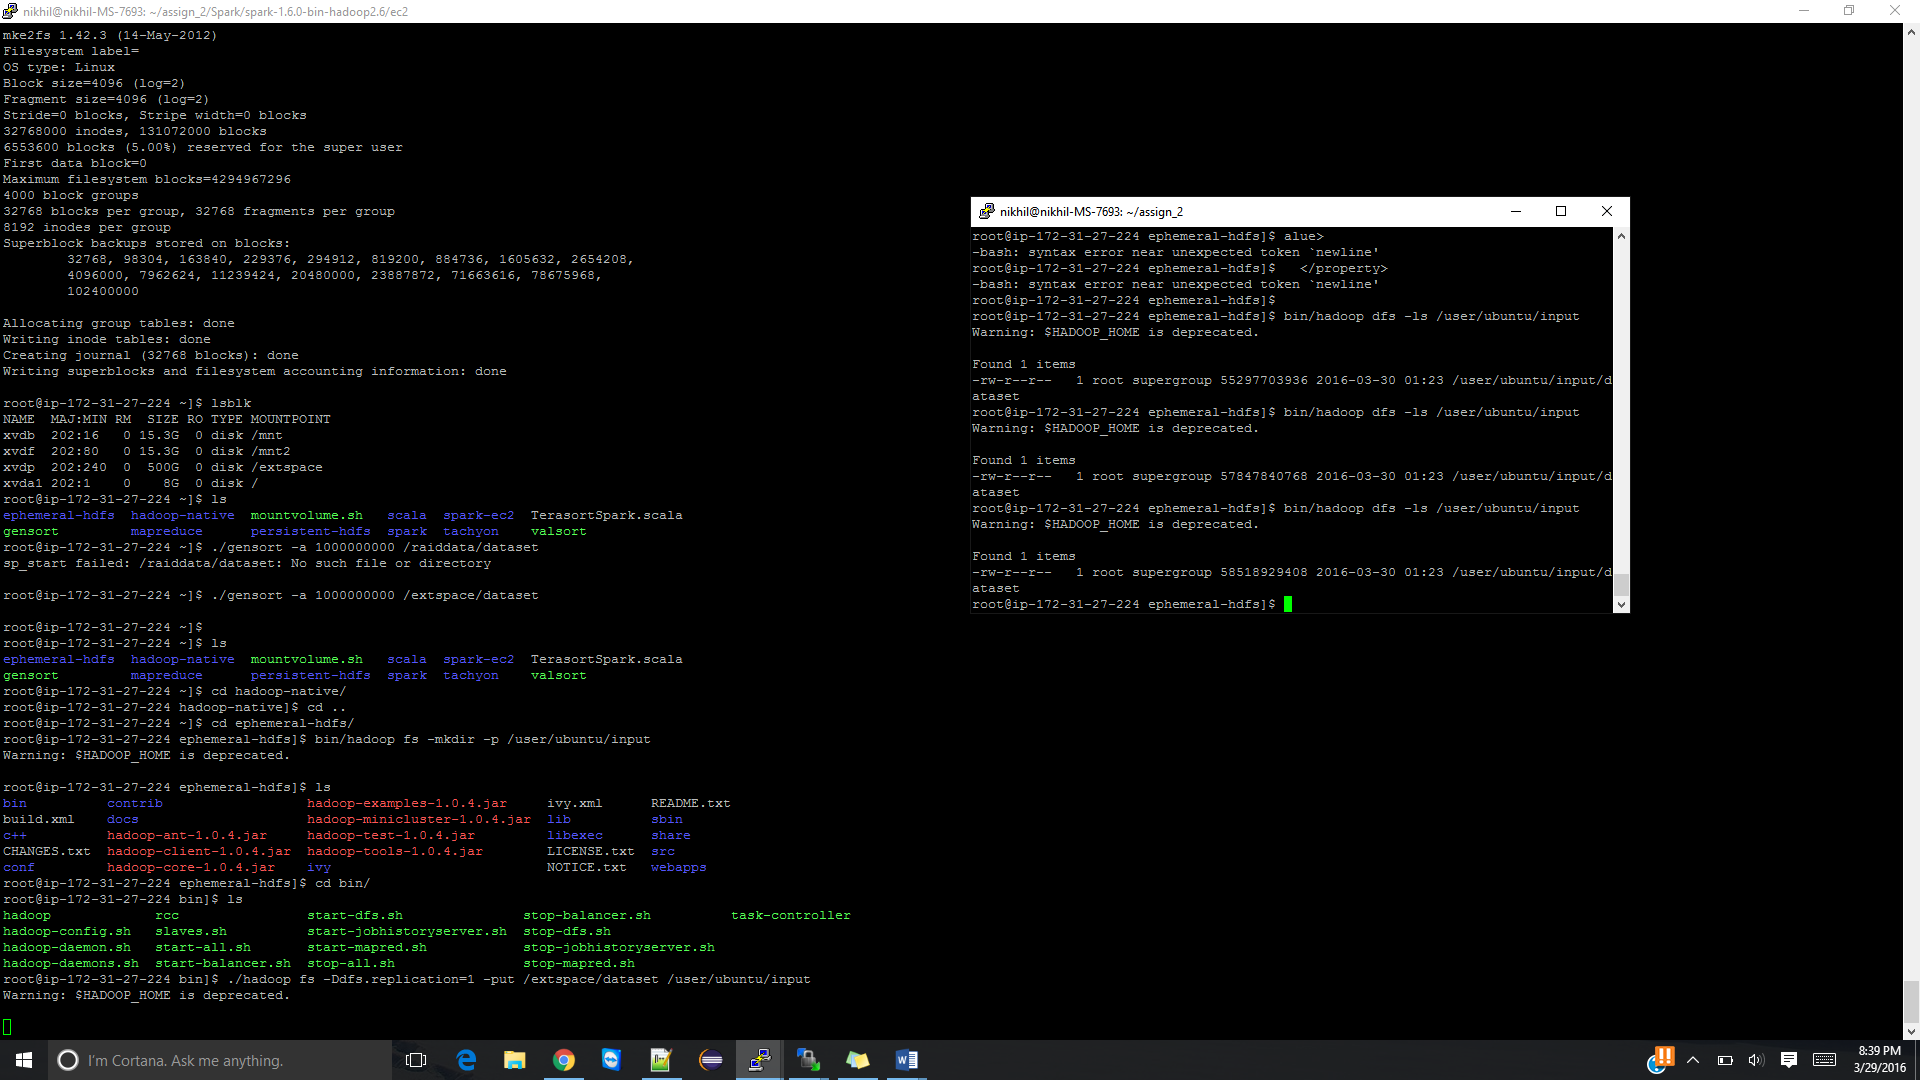 nikhil@nikhil-MS-7693: ~/assign_2/Spark/spark-1.6.0-bin-hadoop2.6/ec2
mke2fs 1.42.3 (14-May-2012)
Filesystem label=
OS type: Linux
Block size=4096 (log=2)
Fragment size=4096 (log=2)
Stride=0 blocks, Stripe width=0 blocks
32768000 inodes, 131072000 blocks
6553600 blocks (5.00%) reserved for the super user
First data block=0
Maximum filesystem blocks=4294967296
4000 block groups
32768 blocks per group, 32768 fragments per group
8192 inodes per group
Superblock backups stored on blocks:
32768, 98304, 163840, 229376, 294912, 819200, 884736, 1605632, 2654208,
4096000, 7962624, 11239424, 20480000, 23887872, 71663616, 78675968,
102400000
Allocating group tables: done
Writing inode tables: done
Creating journal (32768 blocks): done
Writing superblocks and filesystem accounting information: done
root@ip-172-31-27-224 ~]$ lsblk
NAME  MAJ:MIN RM  SIZE RO TYPE MOUNTPOINT
xvdb  202:16   0 15.3G  0 disk /mnt
xvdf  202:80   0 15.3G  0 disk /mnt2
xvdp  202:240  0  500G  0 disk /extspace
xvda1 202:1    0    8G  0 disk /
root@ip-172-31-27-224 ~]$ ls
ephemeral-hdfs  hadoop-native  mountvolume.sh   scala  spark-ec2  TerasortSpark.scala
gensort         mapreduce      persistent-hdfs  spark  tachyon    valsort
root@ip-172-31-27-224 ~]$ ./gensort -a 1000000000 /raiddata/dataset
sp_start failed: /raiddata/dataset: No such file or directory
root@ip-172-31-27-224 ~]$ ./gensort -a 1000000000 /extspace/dataset
root@ip-172-31-27-224 ~]$
root@ip-172-31-27-224 ~]$ ls
ephemeral-hdfs  hadoop-native  mountvolume.sh   scala  spark-ec2  TerasortSpark.scala
gensort         mapreduce      persistent-hdfs  spark  tachyon    valsort
root@ip-172-31-27-224 ~]$ cd hadoop-native/
root@ip-172-31-27-224 hadoop-native]$ cd ..
root@ip-172-31-27-224 ~]$ cd ephemeral-hdfs/
root@ip-172-31-27-224 ephemeral-hdfs]$ bin/hadoop fs -mkdir -p /user/ubuntu/input
Warning: $HADOOP_HOME is deprecated.
root@ip-172-31-27-224 ephemeral-hdfs]$ ls
bin          contrib                  hadoop-examples-1.0.4.jar     ivy.xml      README.txt
build.xml    docs                     hadoop-minicluster-1.0.4.jar  lib          sbin
c++          hadoop-ant-1.0.4.jar     hadoop-test-1.0.4.jar         libexec      share
CHANGES.txt  hadoop-client-1.0.4.jar  hadoop-tools-1.0.4.jar        LICENSE.txt  src
conf         hadoop-core-1.0.4.jar    ivy                           NOTICE.txt   webapps
root@ip-172-31-27-224 ephemeral-hdfs]$ cd bin/
root@ip-172-31-27-224 bin]$ ls
hadoop             rcc                start-dfs.sh               stop-balancer.sh         task-controller
hadoop-config.sh   slaves.sh          start-jobhistoryserver.sh  stop-dfs.sh
hadoop-daemon.sh   start-all.sh       start-mapred.sh            stop-jobhistoryserver.sh
hadoop-daemons.sh  start-balancer.sh  stop-all.sh                stop-mapred.sh
root@ip-172-31-27-224 bin]$ ./hadoop fs -Ddfs.replication=1 -put /extspace/dataset /user/ubuntu/input
Warning: $HADOOP_HOME is deprecated.
nikhil@nikhil-MS-7693: ~/assign_2
root@ip-172-31-27-224 ephemeral-hdfs]$ alue>
-bash: syntax error near unexpected token `newline'
root@ip-172-31-27-224 ephemeral-hdfs]$   </property>
-bash: syntax error near unexpected token `newline'
root@ip-172-31-27-224 ephemeral-hdfs]$
root@ip-172-31-27-224 ephemeral-hdfs]$ bin/hadoop dfs -ls /user/ubuntu/input
Warning: $HADOOP_HOME is deprecated.
Found 1 items
-rw-r--r--   1 root supergroup 55297703936 2016-03-30 01:23 /user/ubuntu/input/d
ataset
root@ip-172-31-27-224 ephemeral-hdfs]$ bin/hadoop dfs -ls /user/ubuntu/input
Warning: $HADOOP_HOME is deprecated.
Found 1 items
-rw-r--r--   1 root supergroup 57847840768 2016-03-30 01:23 /user/ubuntu/input/d
ataset
root@ip-172-31-27-224 ephemeral-hdfs]$ bin/hadoop dfs -ls /user/ubuntu/input
Warning: $HADOOP_HOME is deprecated.
Found 1 items
-rw-r--r--   1 root supergroup 58518929408 2016-03-30 01:23 /user/ubuntu/input/d
ataset
root@ip-172-31-27-224 ephemeral-hdfs]$
I'm Cortana. Ask me anything.
8:39 PM
3/29/2016